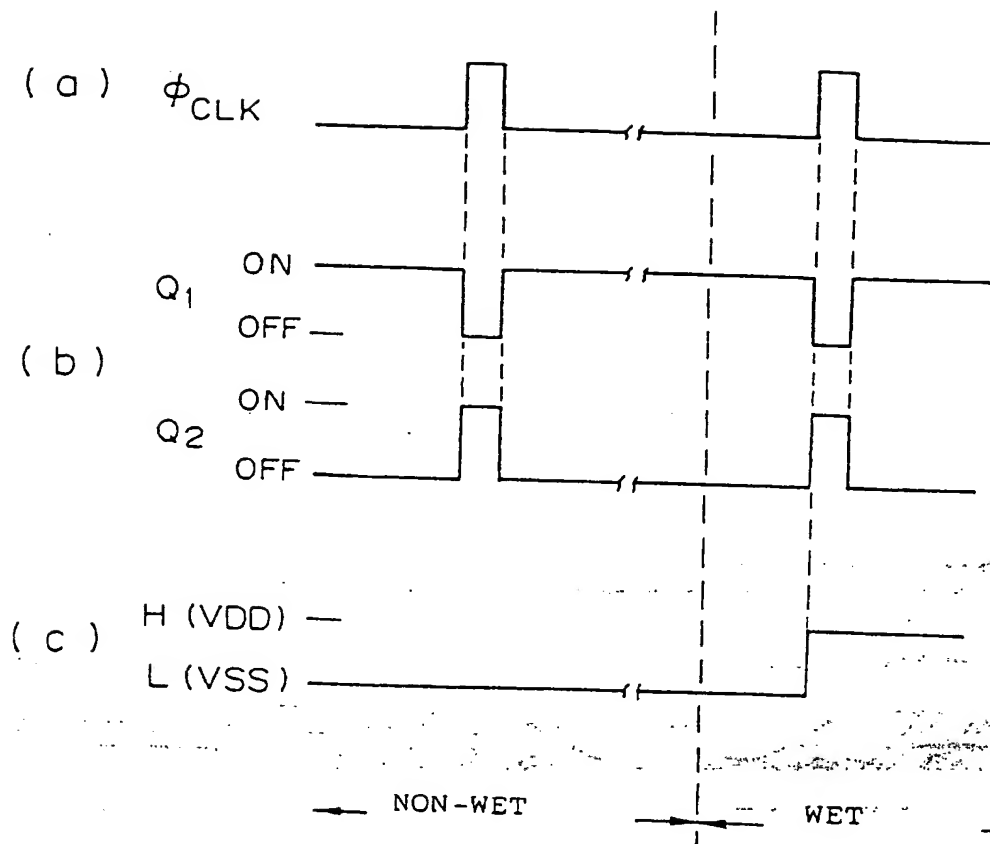 (a) ϕCLK
ON
Q1
OFF
(b)
ON
Q2
OFF
H (VDD)
(c)
L (VSS)
NON-WET WET